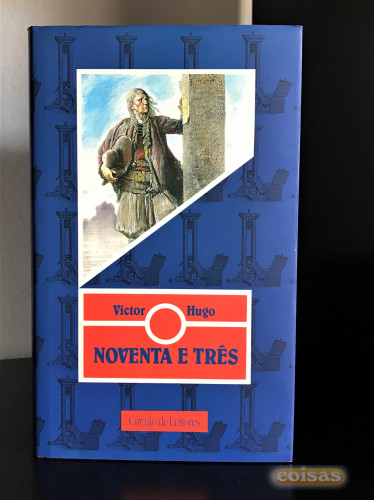 Victor Hugo
NOVENTA E TRÊS
Círculo de Leitores
coisas